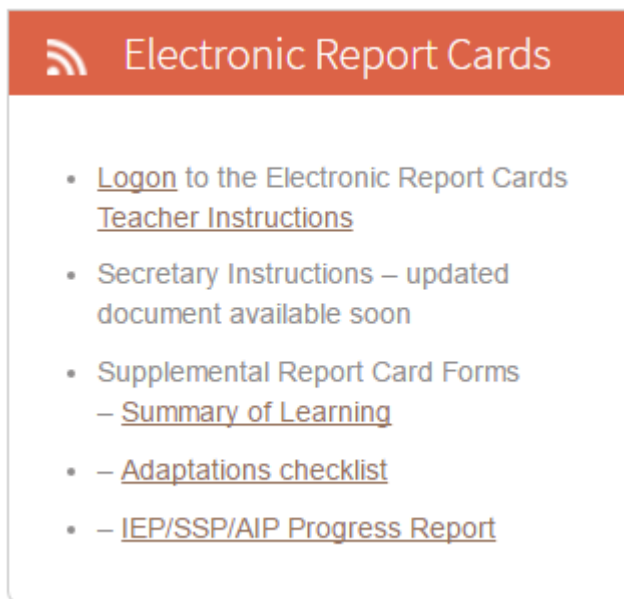 Electronic Report Cards
• Logon to the Electronic Report Cards
Teacher Instructions
• Secretary Instructions – updated
document available soon
• Supplemental Report Card Forms
– Summary of Learning
• – Adaptations checklist
• – IEP/SSP/AIP Progress Report